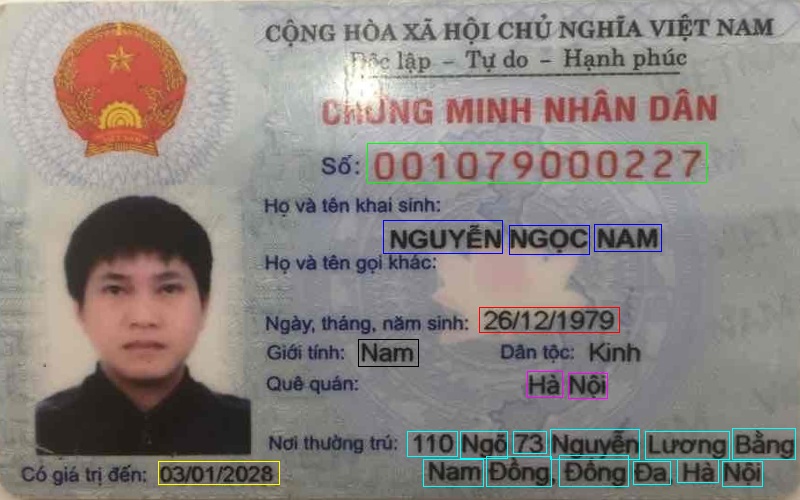 CỘNG HÒA XÃ HỘI CHỦ NGHĨA VIỆT NAM
Độc lập - Tự do - Hạnh phúc
CHỨNG MINH NHÂN DÂN
Số: 001079000227
Họ và tên khai sinh:
NGUYỄN NGỌC NAM
Họ và tên gọi khác:
Ngày, tháng, năm sinh: 26/12/1979
Giới tính: Nam Dân tộc: Kinh
Quê quán: Hà Nội
Nơi thường trú: 110 Ngõ 73 Nguyễn Lương Bằng
Nam Đồng, Đống Đa, Hà Nội
Có giá trị đến: 03/01/2028